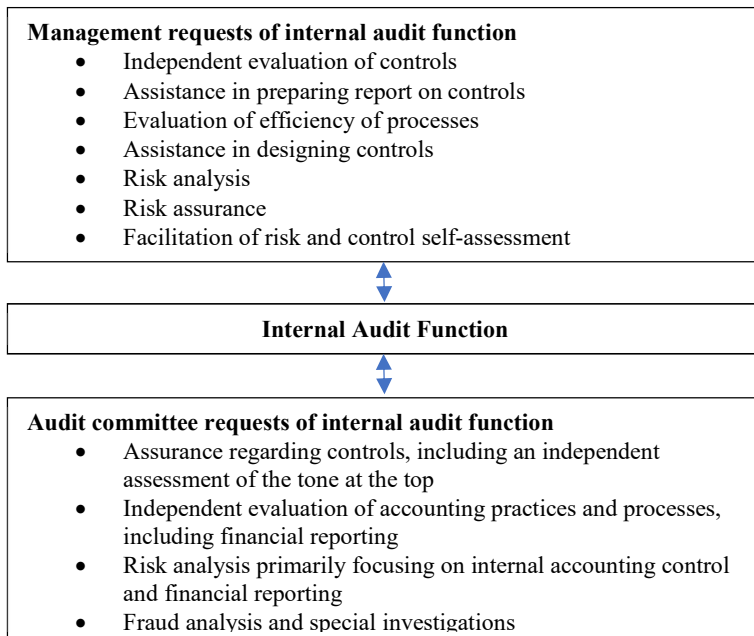 Management requests of internal audit function
• Independent evaluation of controls
• Assistance in preparing report on controls
• Evaluation of efficiency of processes
• Assistance in designing controls
• Risk analysis
• Risk assurance
• Facilitation of risk and control self-assessment
Internal Audit Function
Audit committee requests of internal audit function
• Assurance regarding controls, including an independent
assessment of the tone at the top
• Independent evaluation of accounting practices and processes,
including financial reporting
• Risk analysis primarily focusing on internal accounting control
and financial reporting
• Fraud analysis and special investigations